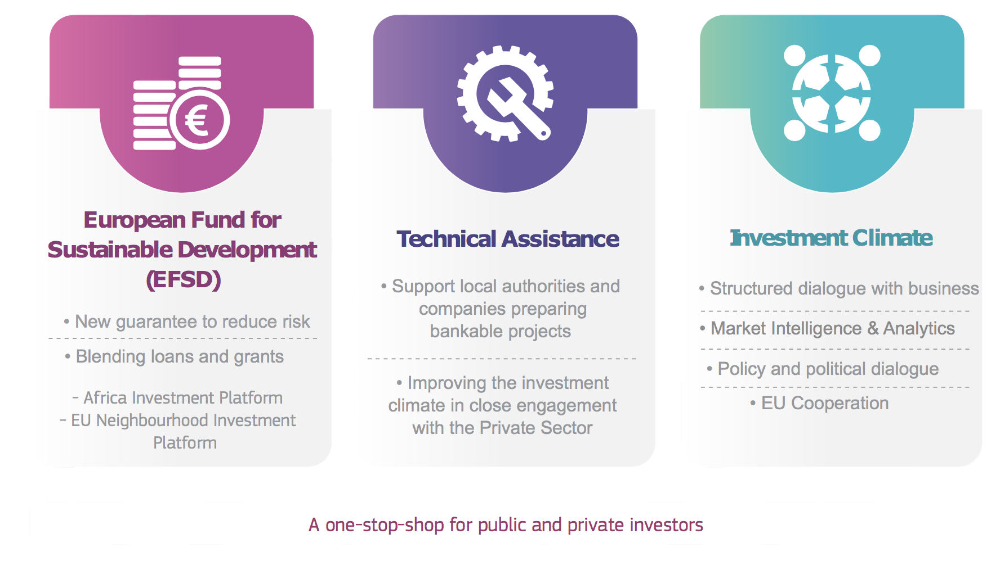 European Fund for
Sustainable Development
(EFSD)
• New guarantee to reduce risk
• Blending loans and grants
- Africa Investment Platform
- EU Neighbourhood Investment
Platform
Technical Assistance
• Support local authorities and
companies preparing
bankable projects
• Improving the investment
climate in close engagement
with the Private Sector
Investment Climate
• Structured dialogue with business
• Market Intelligence & Analytics
• Policy and political dialogue
• EU Cooperation
A one-stop-shop for public and private investors